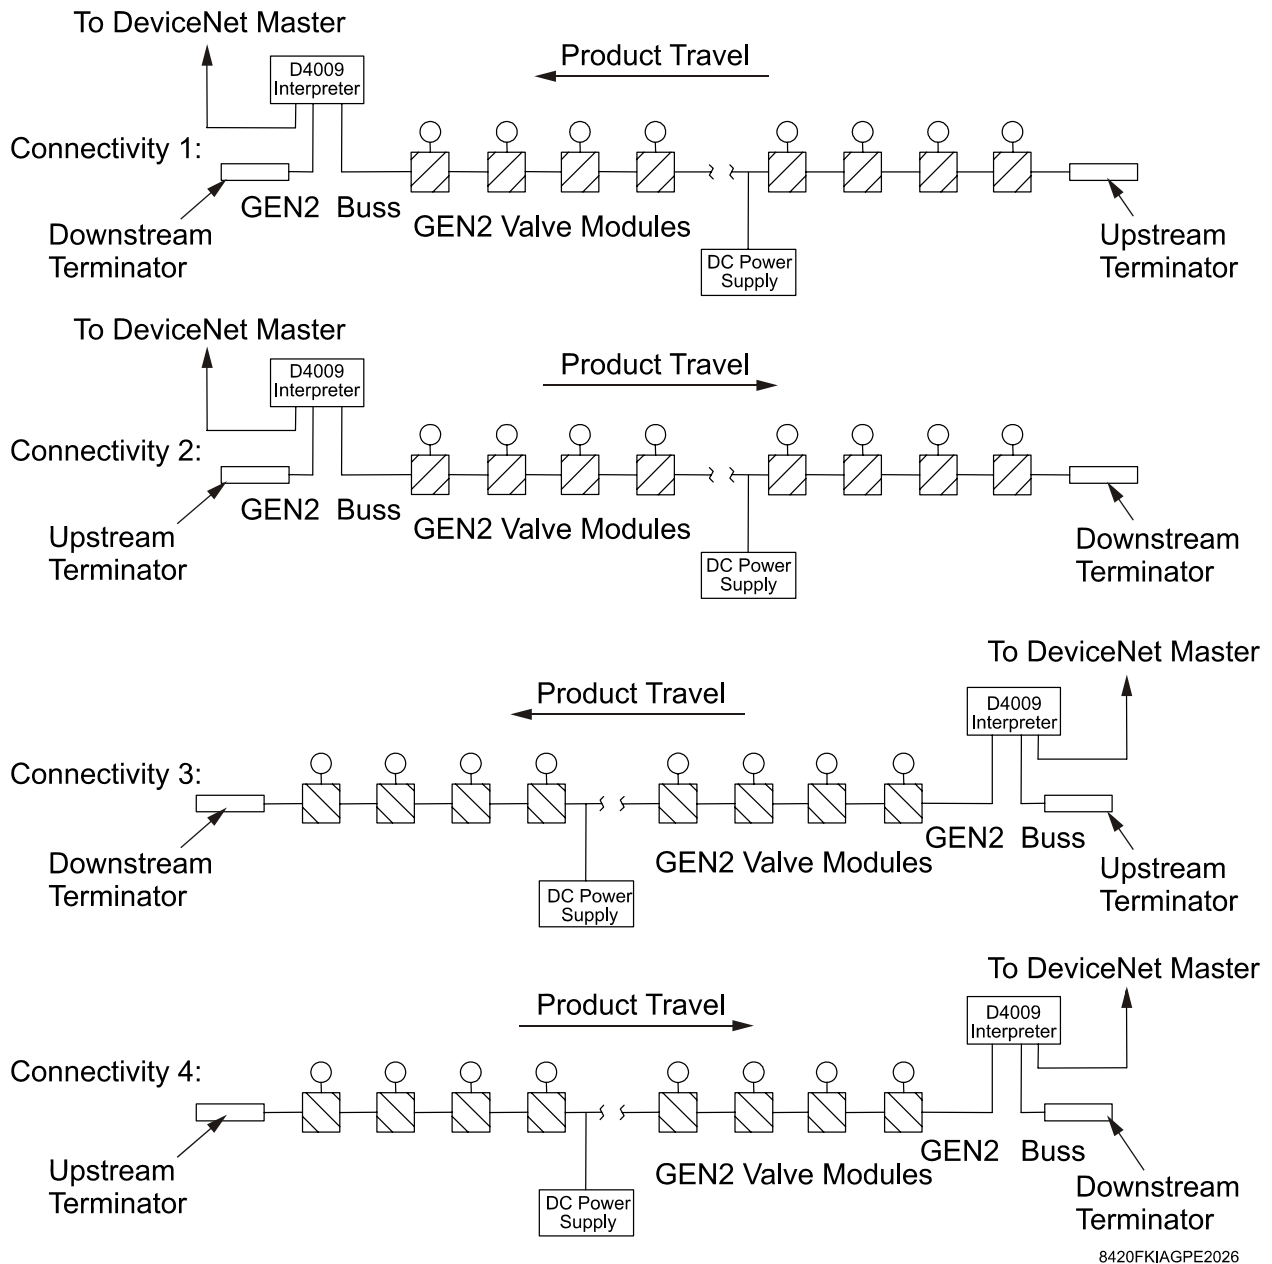 To DeviceNet Master
Product Travel
D4009
Interpreter
Connectivity 1:
GEN2 Buss
GEN2 Valve Modules
Downstream
Terminator
Upstream
Terminator
DC Power
Supply
To DeviceNet Master
Product Travel
D4009
Interpreter
Connectivity 2:
GEN2 Buss
GEN2 Valve Modules
Upstream
Terminator
Downstream
Terminator
DC Power
Supply
To DeviceNet Master
Product Travel
D4009
Interpreter
Connectivity 3:
GEN2 Buss
GEN2 Valve Modules
Downstream
Terminator
Upstream
Terminator
DC Power
Supply
To DeviceNet Master
Product Travel
D4009
Interpreter
Connectivity 4:
GEN2 Buss
GEN2 Valve Modules
Upstream
Terminator
Downstream
Terminator
DC Power
Supply
8420FKIAGPE2026